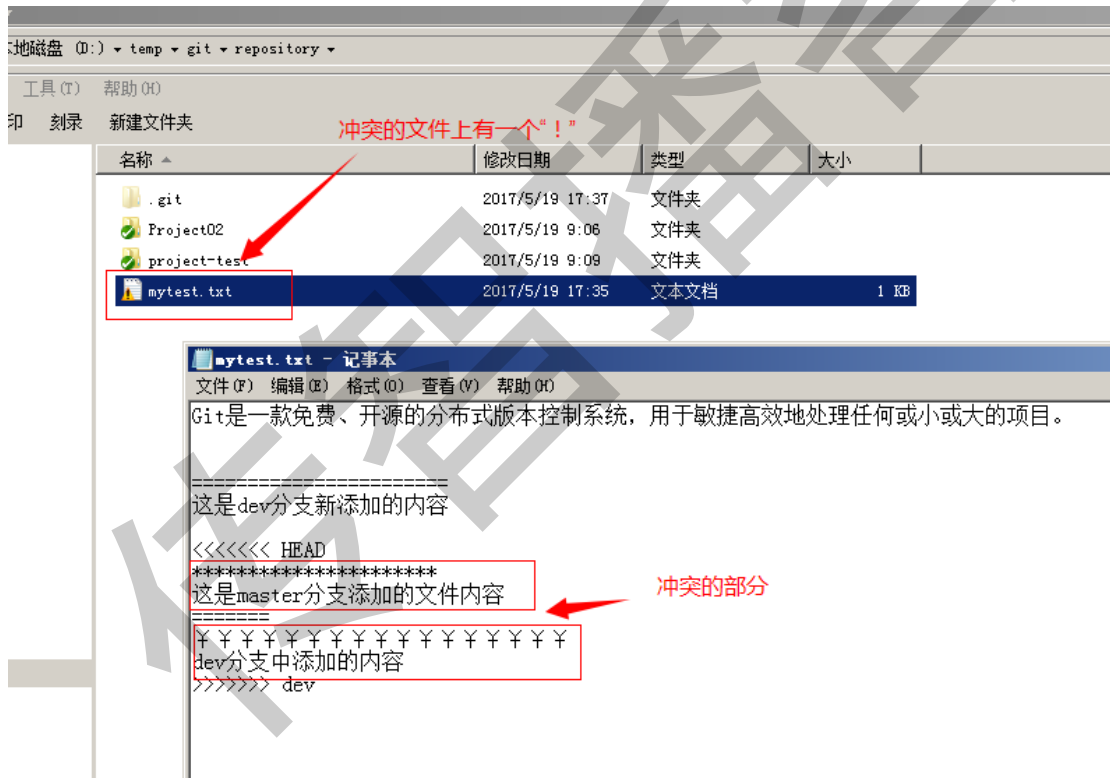 本地磁盘 (D:) ▾ temp ▾ git ▾ repository ▾
工具(T) 帮助(H)
印 刻录 新建文件夹
冲突的文件上有一个“！”
名称 修改日期 类型 大小
.git 2017/5/19 17:37 文件夹
Project02 2017/5/19 9:06 文件夹
project-test 2017/5/19 9:09 文件夹
mytest.txt 2017/5/19 17:35 文本文档 1 KB
mytest.txt - 记事本
文件(F) 编辑(E) 格式(O) 查看(V) 帮助(H)
Git是一款免费、开源的分布式版本控制系统，用于敏捷高效地处理任何或小或大的项目。
=======================
这是dev分支新添加的内容
<<<<<<< HEAD
**********************
这是master分支添加的文件内容
=======
￥￥￥￥￥￥￥￥￥￥￥￥￥￥￥￥￥
dev分支中添加的内容
>>>>>>> dev
冲突的部分
传智播